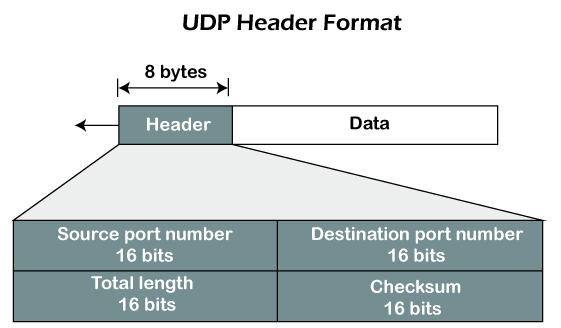 UDP Header Format
8 bytes
Header
Data
Source port number
16 bits
Destination port number
16 bits
Total length
16 bits
Checksum
16 bits